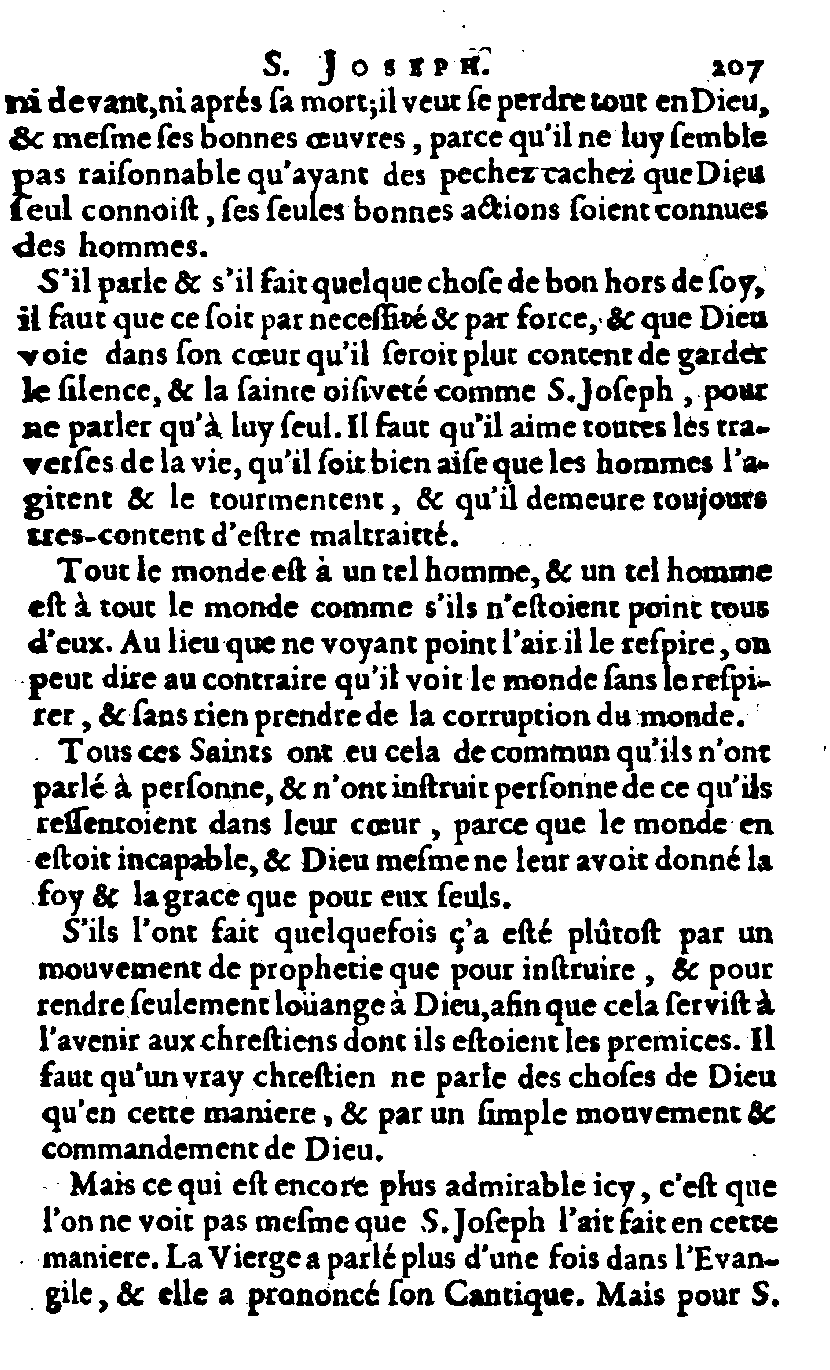 S. JOSEPH. 207
ni devant, ni aprés ſa mort; il veut ſe perdre tout en Dieu,
& meſme ſes bonnes œuvres, parce qu'il ne luy ſemble
pas raiſonnable qu'ayant des pechez cachez que Dieu
ſeul connoiſt, ſes ſeules bonnes actions ſoient connues
des hommes.
S'il parle & s'il fait quelque choſe de bon hors de ſoy,
il faut que ce ſoit par neceſſité & par force, & que Dieu
voie dans ſon cœur qu'il ſeroit plut content de garder
le ſilence, & la ſainte oiſiveté comme S. Joſeph, pour
ne parler qu'à luy ſeul. Il faut qu'il aime toutes les tra-
verſes de la vie, qu'il ſoit bien aiſe que les hommes l'a-
gitent & le tourmentent, & qu'il demeure toujours
tres-content d'eſtre maltraitté.
Tout le monde eſt à un tel homme, & un tel homme
eſt à tout le monde comme s'ils n'eſtoient point tous
d'eux. Au lieu que ne voyant point l'air il le reſpire, on
peut dire au contraire qu'il voit le monde ſans le reſpi-
rer, & ſans rien prendre de la corruption du monde.
Tous ces Saints ont eu cela de commun qu'ils n'ont
parlé à perſonne, & n'ont inſtruit perſonne de ce qu'ils
reſſentoient dans leur cœur, parce que le monde en
eſtoit incapable, & Dieu meſme ne leur avoit donné la
foy & la grace que pour eux ſeuls.
S'ils l'ont fait quelquefois ç'a eſté plûtoſt par un
mouvement de prophetie que pour inſtruire, & pour
rendre ſeulement loüange à Dieu, afin que cela ſerviſt à
l'avenir aux chreſtiens dont ils eſtoient les premices. Il
faut qu'un vray chreſtien ne parle des choſes de Dieu
qu'en cette maniere, & par un ſimple mouvement &
commandement de Dieu.
Mais ce qui eſt encore plus admirable icy, c'eſt que
l'on ne voit pas meſme que S. Joſeph l'ait fait en cette
maniere. La Vierge a parlé plus d'une fois dans l'Evan-
gile, & elle a prononcé ſon Cantique. Mais pour S.